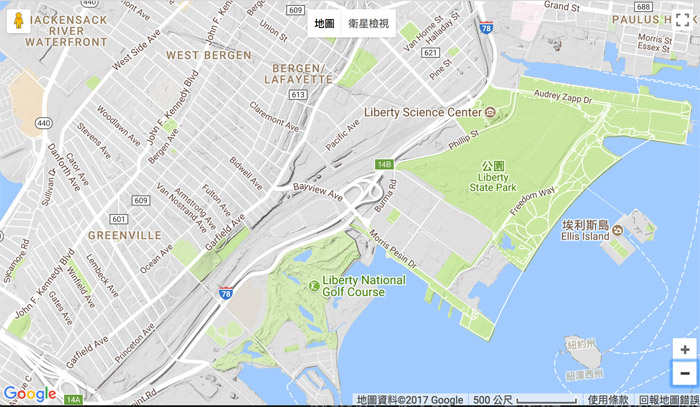 HACKENSACK
RIVER
WATERFRONT
地圖
衛星檢視
78
Grand St
688
PAULUS H
Morris St
Essex St
West Side Ave
WEST BERGEN
BERGEN/
LAFAYETTE
Van Horne St
Halladay St
621
Pine St
613
Audrey Zapp Dr
440
Woodlawn Ave
John F. Kennedy Blvd
Bergen Ave
Claremont Ave
Pacific Ave
Liberty Science Center
Phillip St
Stevens Ave
440
Danforth Ave
Cator Ave
Sullivan D
609
Bidwell Ave
14B
公園
Liberty
State Park
Bayview Ave
Burma Rd
Freedom Way
Fulton Ave
Armstrong Ave
Van Nostrand Ave
Garfield Ave
609
601
埃利斯島
Ellis Island
GREENVILLE
Morris Pesin Dr
Sycamore Rd
Ocean Ave
John F. Kennedy Blvd
Lembeck Ave
Winfield Ave
Gates Ave
78
Liberty National
Golf Course
Garfield Ave
Princeton Ave
紐約州
紐澤西州
14A
Point Rd
Google
地圖資料©2017 Google
500 公尺
使用條款
回報地圖錯誤